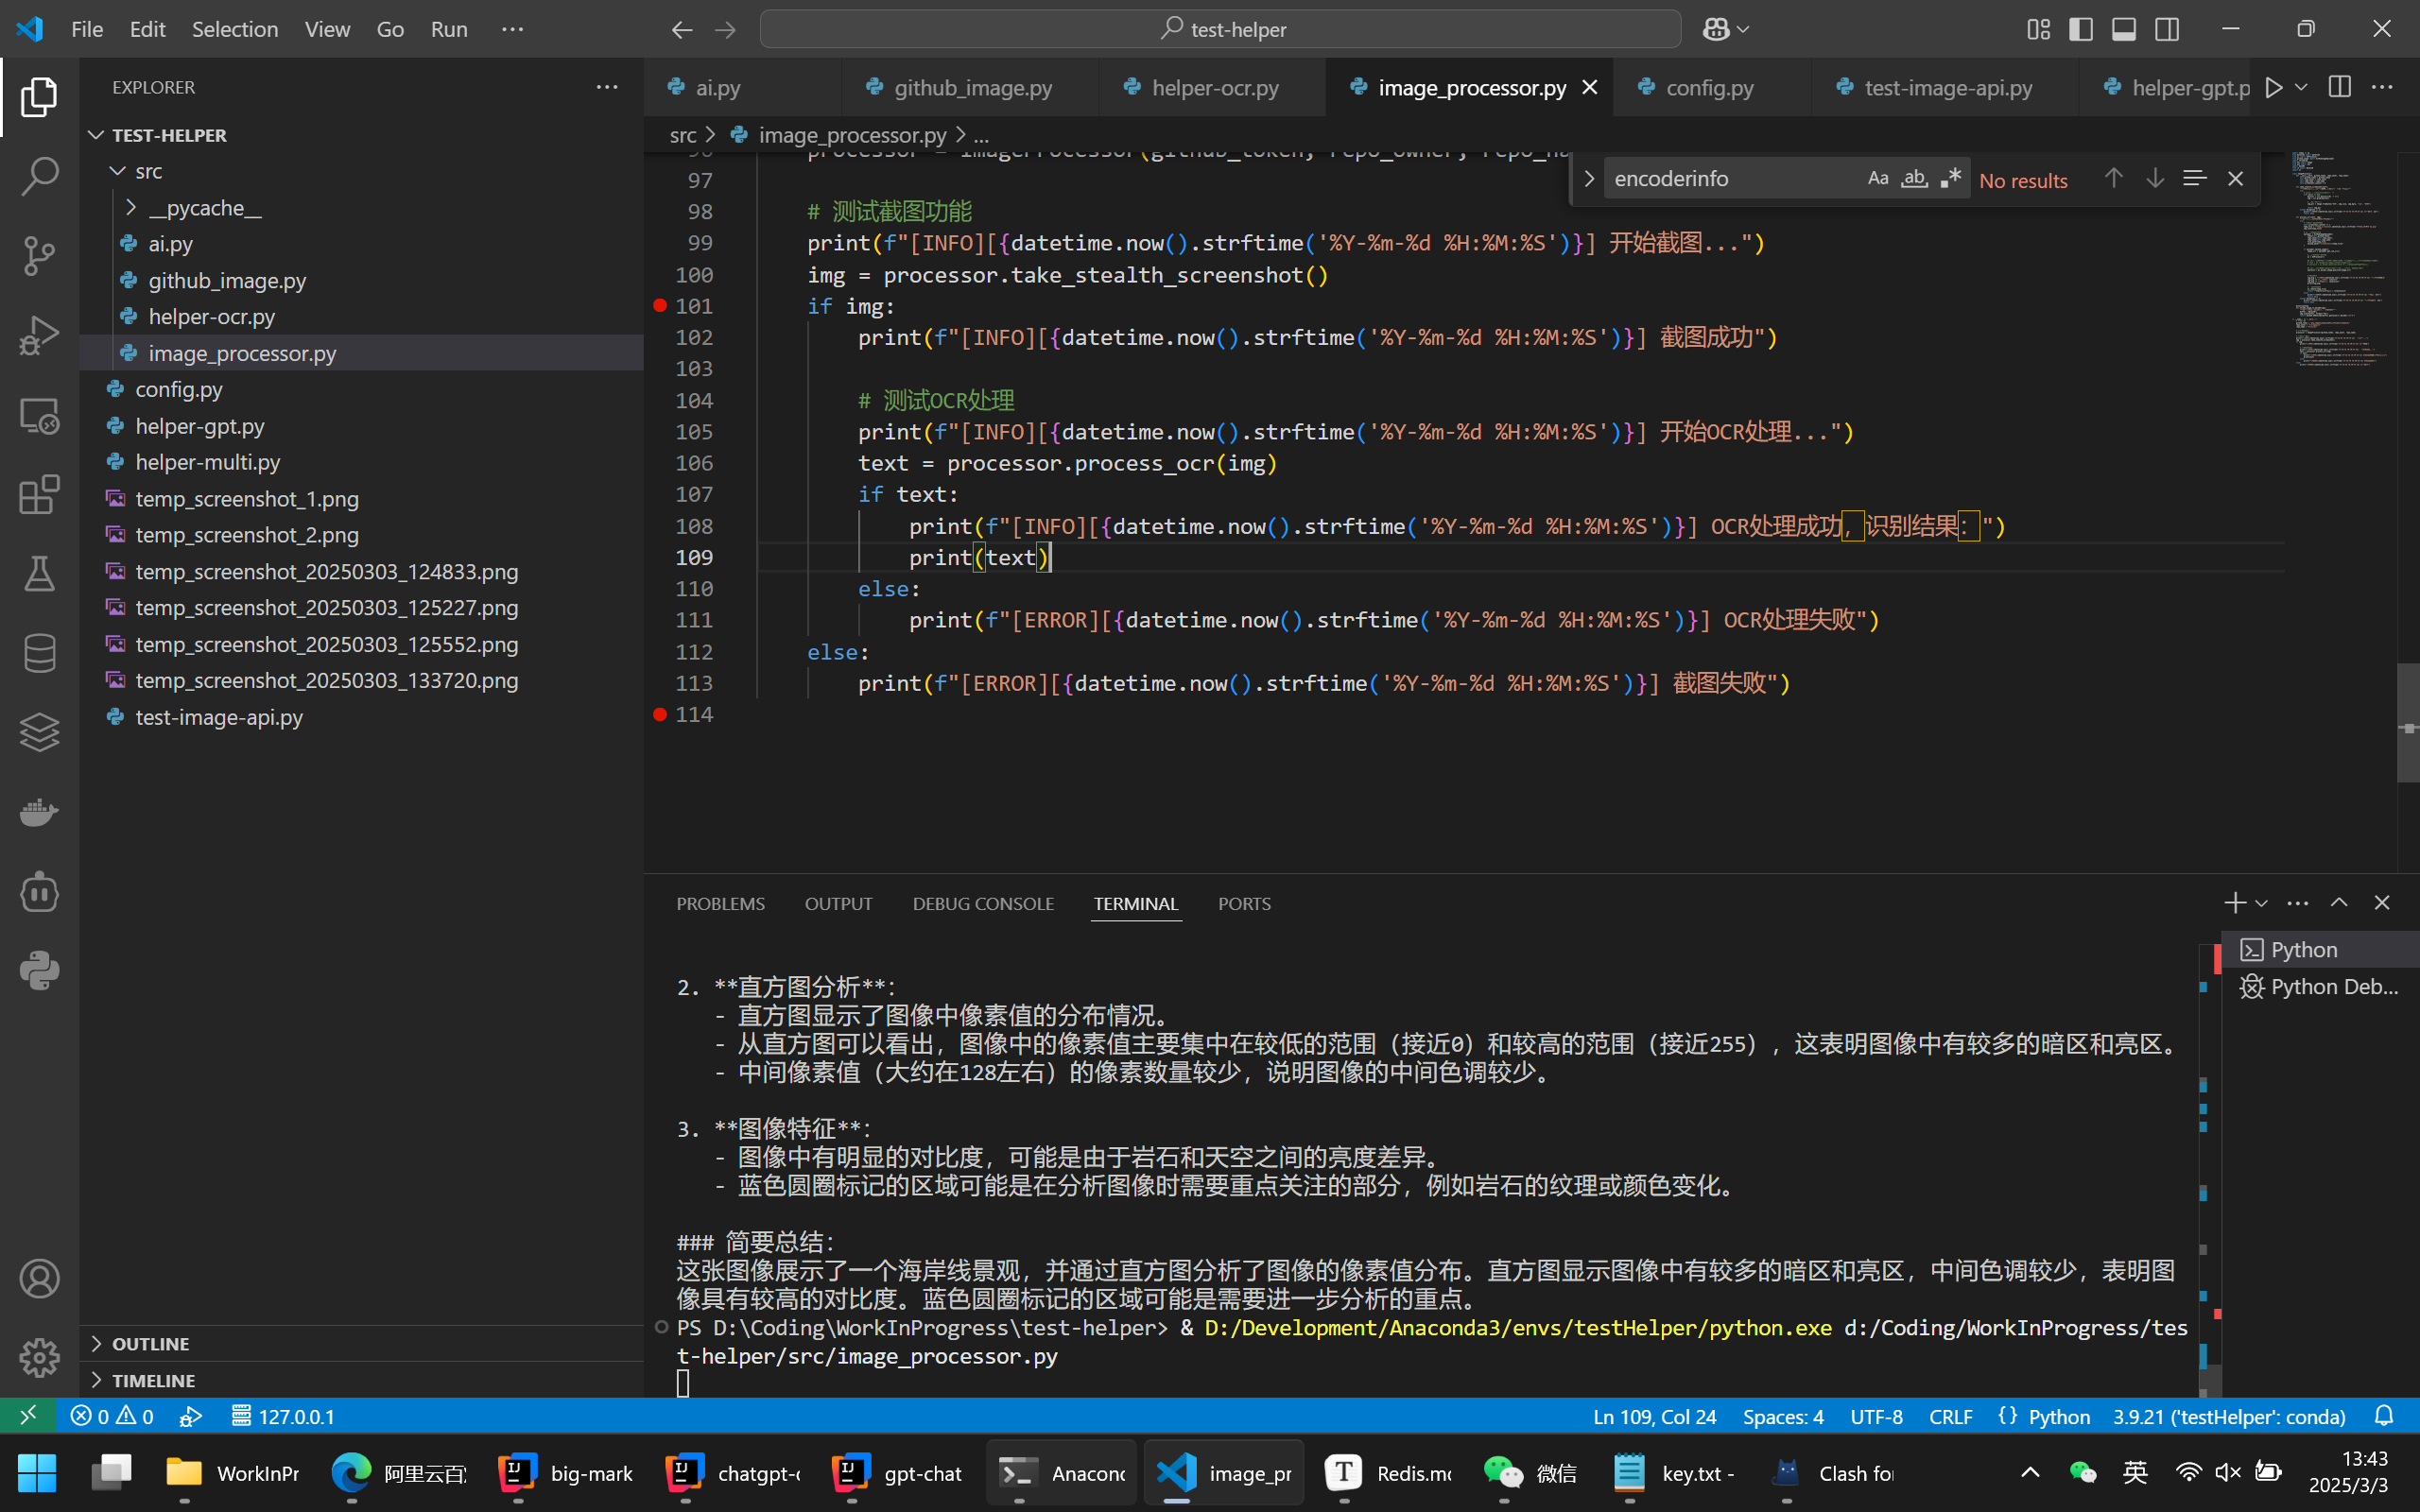 File Edit Selection View Go Run ···
test-helper
EXPLORER
ai.py
github_image.py
helper-ocr.py
image_processor.py
config.py
test-image-api.py
helper-gpt.p
TEST-HELPER
src > image_processor.py > ...
src
__pycache__
ai.py
github_image.py
helper-ocr.py
image_processor.py
config.py
helper-gpt.py
helper-multi.py
temp_screenshot_1.png
temp_screenshot_2.png
temp_screenshot_20250303_124833.png
temp_screenshot_20250303_125227.png
temp_screenshot_20250303_125552.png
temp_screenshot_20250303_133720.png
test-image-api.py
OUTLINE
TIMELINE
encoderinfo Aa ab .* No results
97
98 # 测试截图功能
99 print(f"[INFO][{datetime.now().strftime('%Y-%m-%d %H:%M:%S')}] 开始截图...")
100 img = processor.take_stealth_screenshot()
101 if img:
102 print(f"[INFO][{datetime.now().strftime('%Y-%m-%d %H:%M:%S')}] 截图成功")
103
104 # 测试OCR处理
105 print(f"[INFO][{datetime.now().strftime('%Y-%m-%d %H:%M:%S')}] 开始OCR处理...")
106 text = processor.process_ocr(img)
107 if text:
108 print(f"[INFO][{datetime.now().strftime('%Y-%m-%d %H:%M:%S')}] OCR处理成功，识别结果：")
109 print(text)
110 else:
111 print(f"[ERROR][{datetime.now().strftime('%Y-%m-%d %H:%M:%S')}] OCR处理失败")
112 else:
113 print(f"[ERROR][{datetime.now().strftime('%Y-%m-%d %H:%M:%S')}] 截图失败")
114
PROBLEMS OUTPUT DEBUG CONSOLE TERMINAL PORTS
Python
Python Deb...
2. **直方图分析**：
- 直方图显示了图像中像素值的分布情况。
- 从直方图可以看出，图像中的像素值主要集中在较低的范围（接近0）和较高的范围（接近255），这表明图像中有较多的暗区和亮区。
- 中间像素值（大约在128左右）的像素数量较少，说明图像的中间色调较少。
3. **图像特征**：
- 图像中有明显的对比度，可能是由于岩石和天空之间的亮度差异。
- 蓝色圆圈标记的区域可能是在分析图像时需要重点关注的部分，例如岩石的纹理或颜色变化。
### 简要总结：
这张图像展示了一个海岸线景观，并通过直方图分析了图像的像素值分布。直方图显示图像中有较多的暗区和亮区，中间色调较少，表明图
像具有较高的对比度。蓝色圆圈标记的区域可能是需要进一步分析的重点。
PS D:\Coding\WorkInProgress\test-helper> & D:/Development/Anaconda3/envs/testHelper/python.exe d:/Coding/WorkInProgress/tes
t-helper/src/image_processor.py
0 0 127.0.0.1
Ln 109, Col 24 Spaces: 4 UTF-8 CRLF {} Python 3.9.21 ('testHelper': conda)
WorkInPr
阿里云百
big-mark
chatgpt-
gpt-chat
Anacond
image_pr
Redis.m
微信
key.txt -
Clash fo
英
13:43
2025/3/3